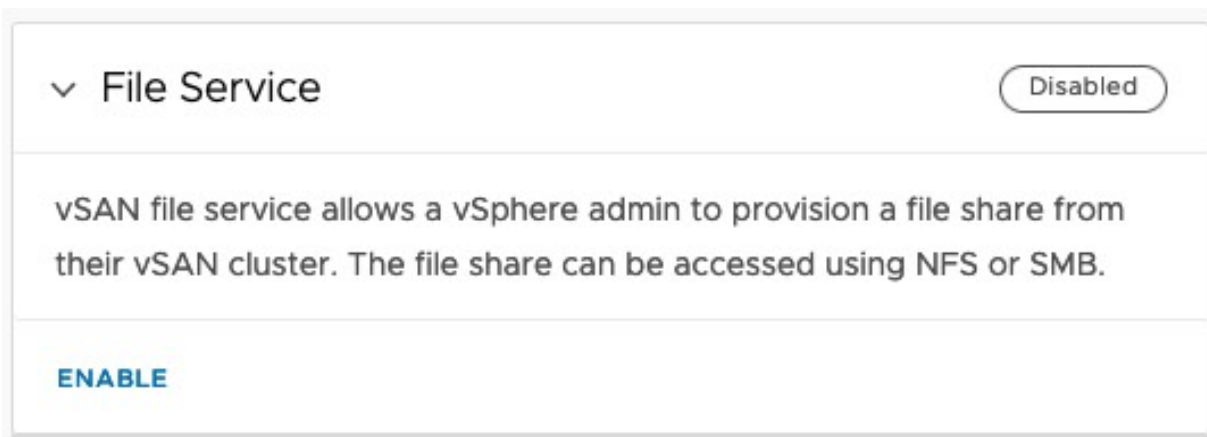 File Service
Disabled
vSAN file service allows a vSphere admin to provision a file share from
their vSAN cluster. The file share can be accessed using NFS or SMB.
ENABLE